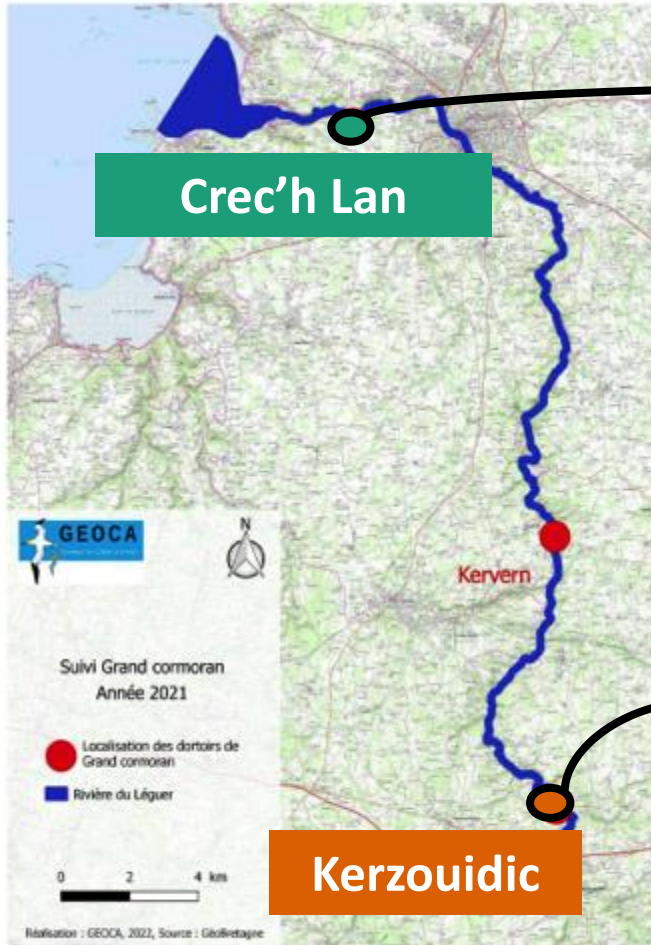 Crec’h Lan
GEOCA
N
Kervern
Suivi Grand cormoran
Année 2021
Localisation des dortoirs de
Grand cormoran
Rivière du Léguer
0 2 4 km
Kerzouidic
Réalisation : GEOCA, 2022, Source : GéoBretagne